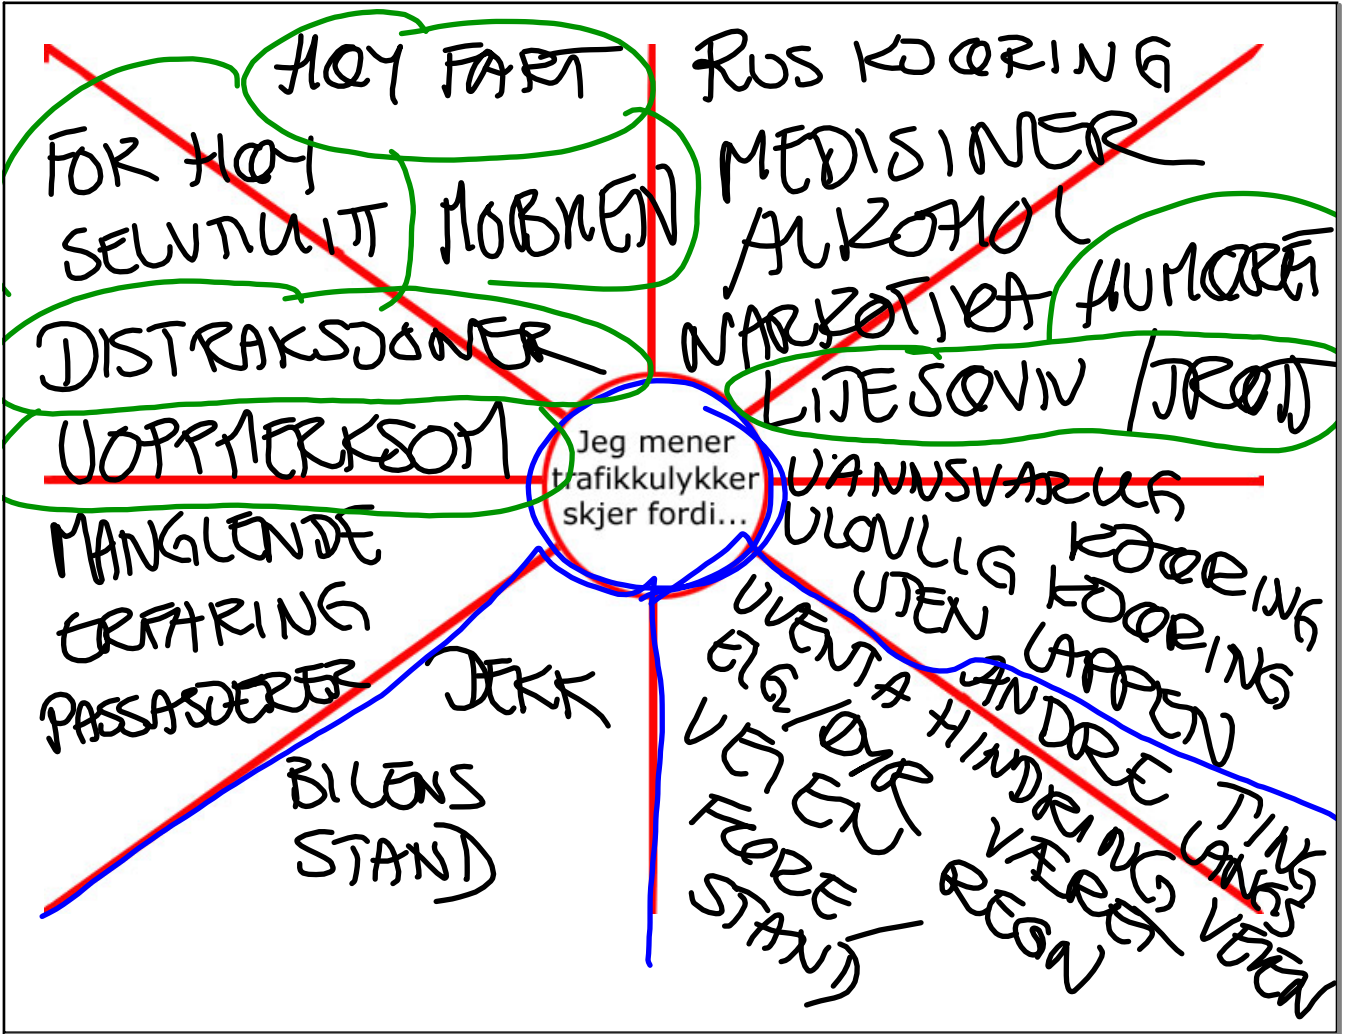 HØY FART
FOR HØY
SELVTILLIT
MOBILEN
DISTRAKSJONER
UOPPMERKSOM
MANGLENDE
ERFARING
PASSASJERER
DEKK
BILENS
STAND
RUS KJØRING
MEDISINER
ALKOHOL
NARKOTIKA
HUMØRET
LITE SØVN / TRØTT
Jeg mener
trafikkulykker
skjer fordi...
UANNSVARLIG
KJØRING
ULOVLIG KJØRING
UTEN LAPPEN
UVENTA HINDRING
ELG/DYR
VEIEN
FØRE
STAND
VÆRET
REGN
ANDRE TING
LANGS
VEIEN